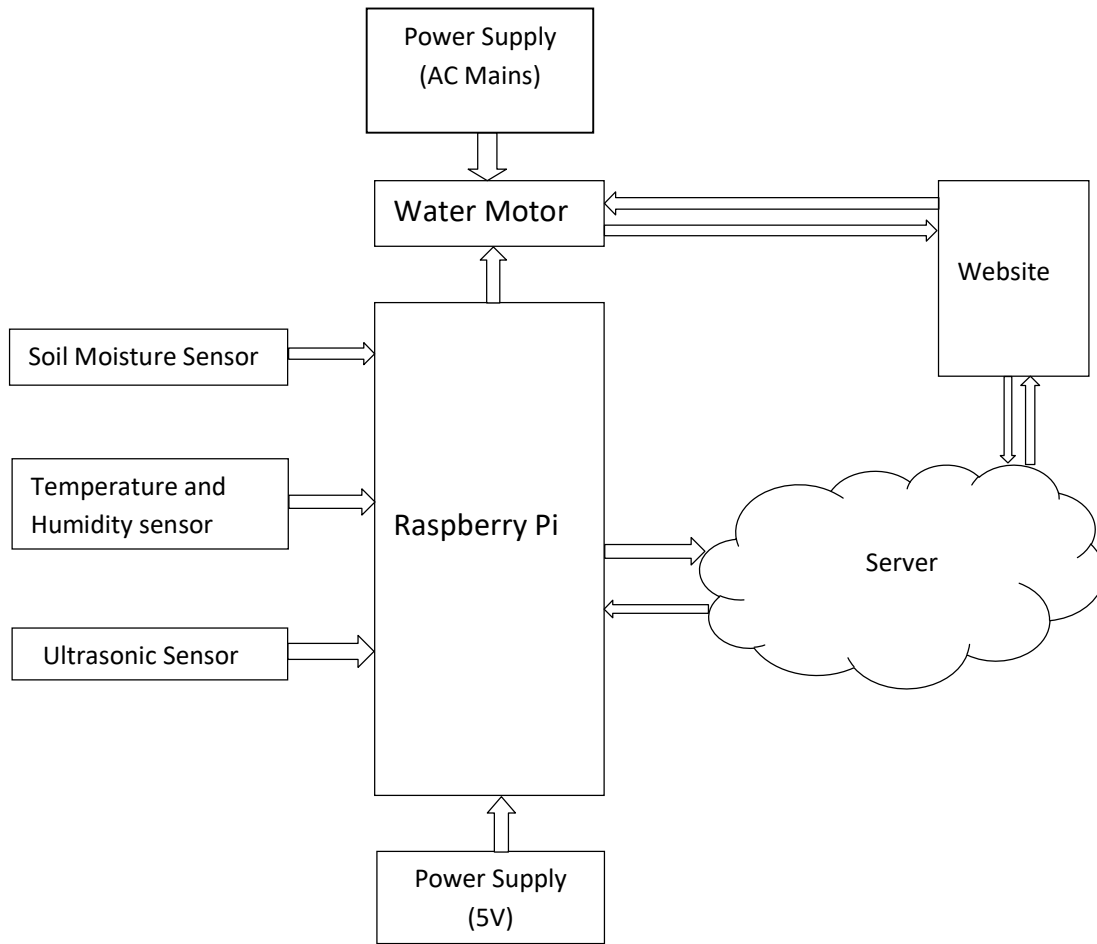 Power Supply
(AC Mains)
Water Motor
Website
Soil Moisture Sensor
Temperature and
Humidity sensor
Raspberry Pi
Server
Ultrasonic Sensor
Power Supply
(5V)